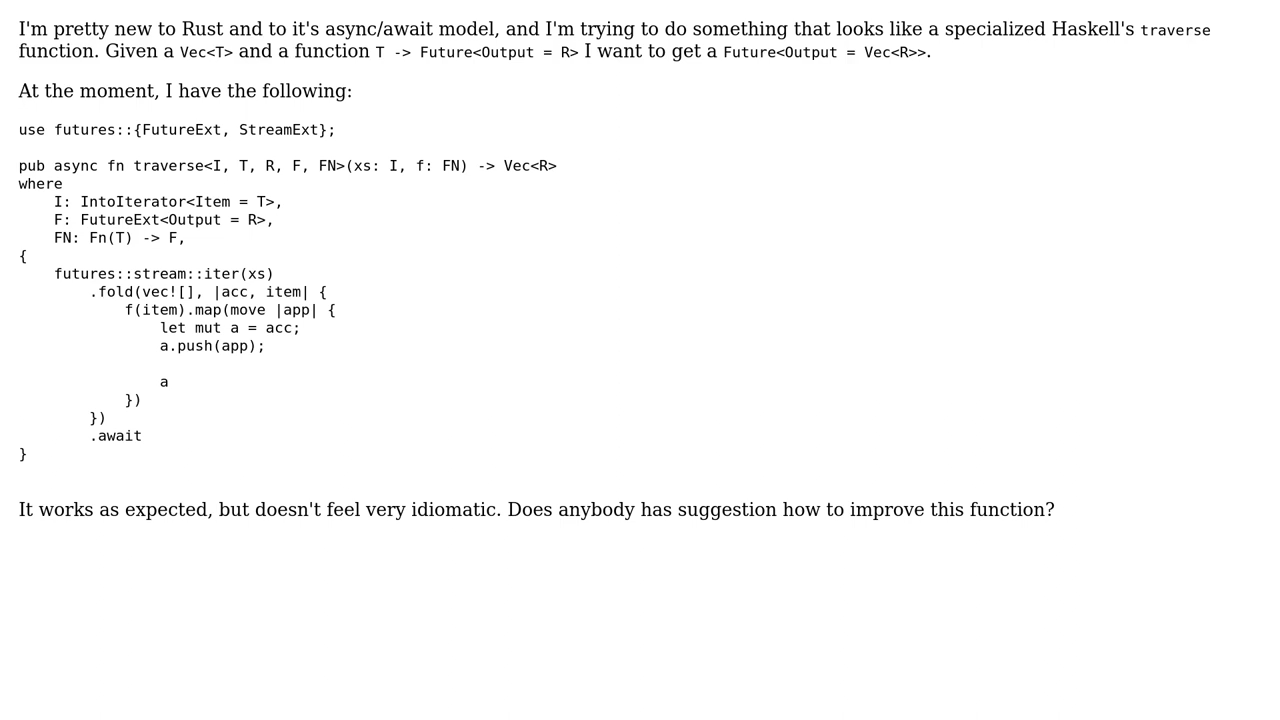 I'm pretty new to Rust and to it's async/await model, and I'm trying to do something that looks like a specialized Haskell's traverse
function. Given a Vec<T> and a function T -> Future<Output = R> I want to get a Future<Output = Vec<R>>.
At the moment, I have the following:
use futures::{FutureExt, StreamExt};
pub async fn traverse<I, T, R, F, FN>(xs: I, f: FN) -> Vec<R>
where
    I: IntoIterator<Item = T>,
    F: FutureExt<Output = R>,
    FN: Fn(T) -> F,
{
    futures::stream::iter(xs)
        .fold(vec![], |acc, item| {
            f(item).map(move |app| {
                let mut a = acc;
                a.push(app);
                a
            })
        })
        .await
}
It works as expected, but doesn't feel very idiomatic. Does anybody has suggestion how to improve this function?